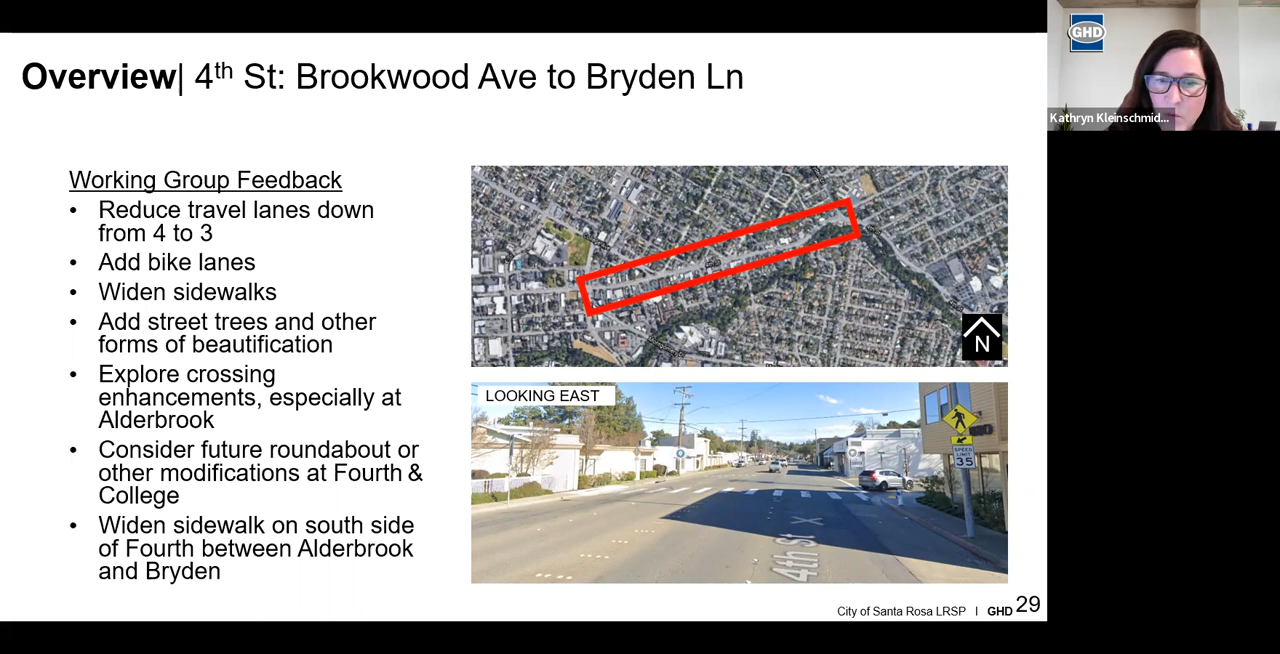 Overview| 4th St: Brookwood Ave to Bryden Ln
GHD
Kathryn Kleinschmid...
Working Group Feedback
• Reduce travel lanes down
from 4 to 3
• Add bike lanes
• Widen sidewalks
• Add street trees and other
forms of beautification
• Explore crossing
enhancements, especially at
Alderbrook
• Consider future roundabout or
other modifications at Fourth &
College
• Widen sidewalk on south side
of Fourth between Alderbrook
and Bryden
N
LOOKING EAST
SPEED
LIMIT
35
4th St
City of Santa Rosa LRSP | GHD 29